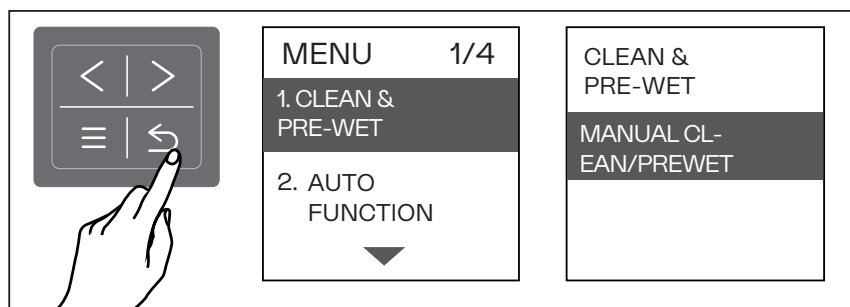 MENU 1/4
1. CLEAN &
PRE-WET
2. AUTO
FUNCTION
CLEAN &
PRE-WET
MANUAL CL-
EAN/PREWET